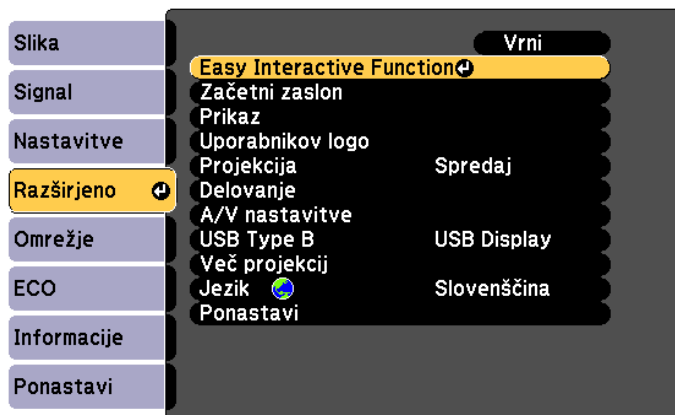 Slika
Signal
Nastavitve
Razširjeno
Omrežje
ECO
Informacije
Ponastavi
Vrni
Easy Interactive Function
Začetni zaslon
Prikaz
Uporabnikov logo
Projekcija Spredaj
Delovanje
A/V nastavitve
USB Type B USB Display
Več projekcij
Jezik Slovenščina
Ponastavi